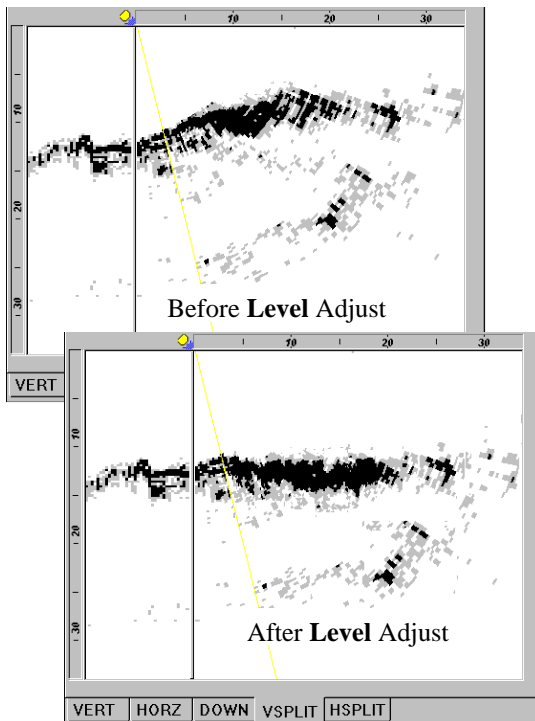 10 20 30
10
20
30
Before Level Adjust
VERT
10 20 30
10
20
30
After Level Adjust
VERT HORZ DOWN VSPLIT HSPLIT